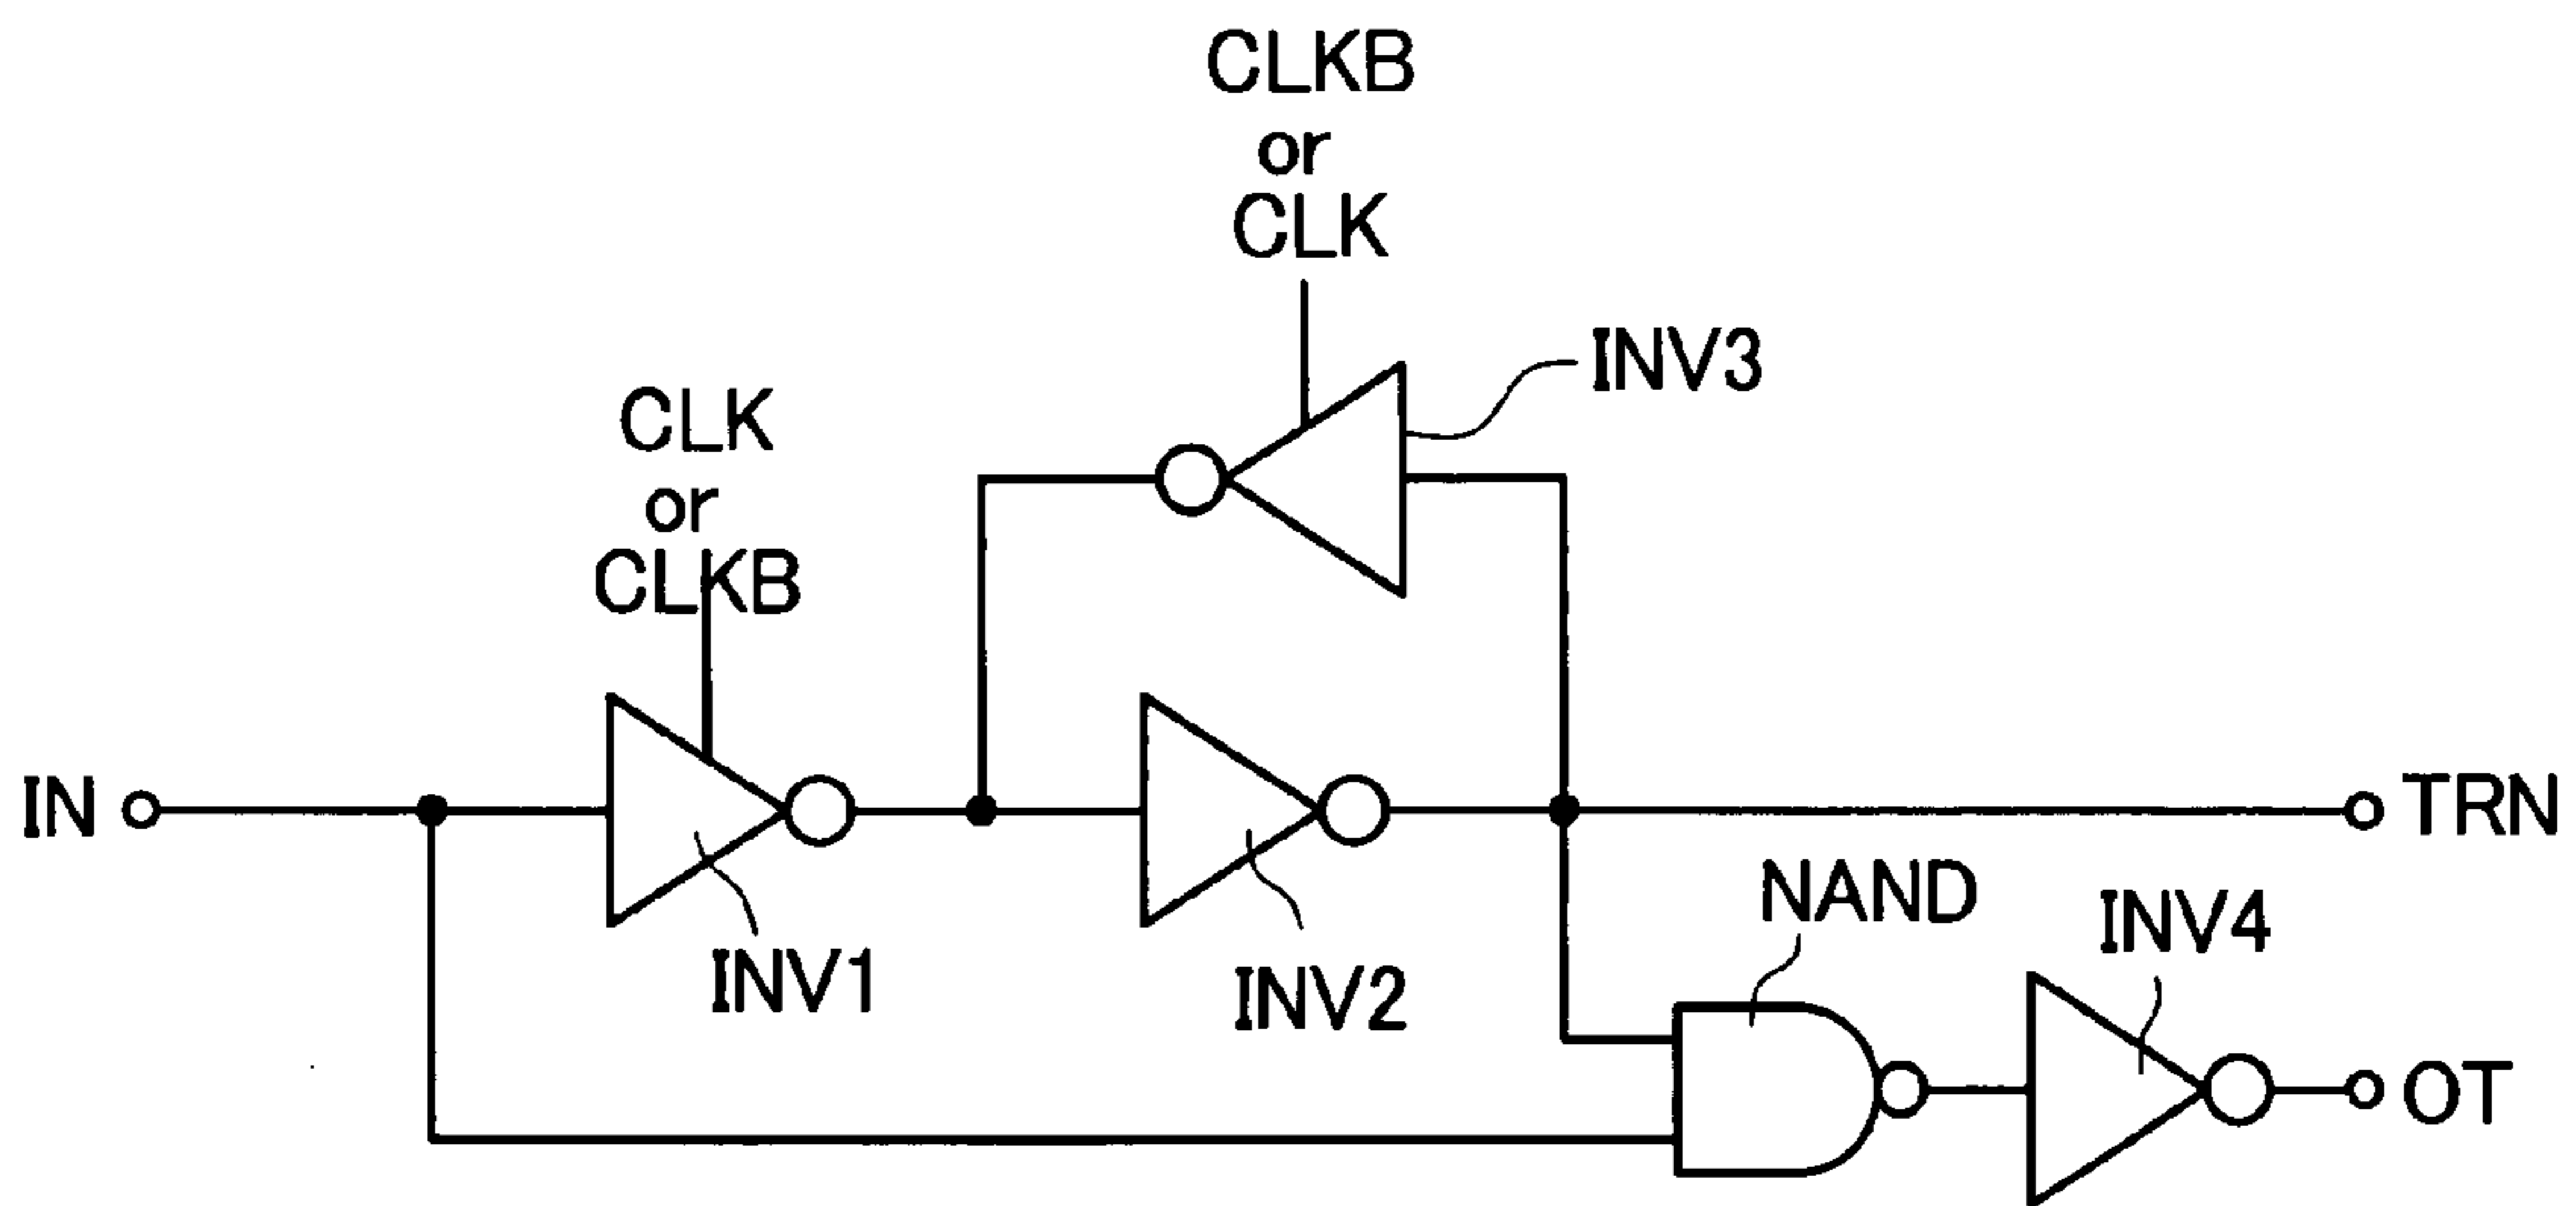 CLKB
or
CLK
INV3
CLK
or
CLKB
IN
TRN
NAND
INV4
INV1
INV2
OT